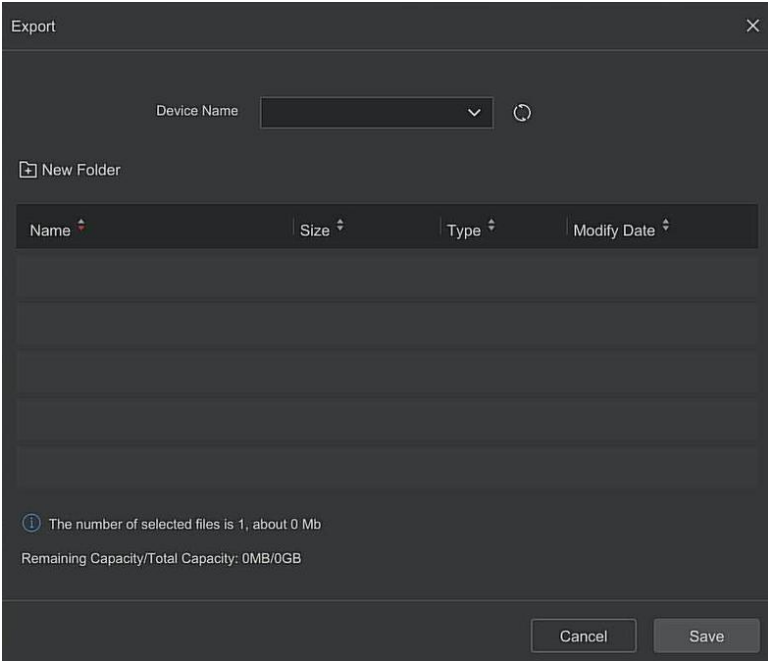 Export
Device Name
New Folder
Name Size Type Modify Date
The number of selected files is 1, about 0 Mb
Remaining Capacity/Total Capacity: 0MB/0GB
Cancel Save